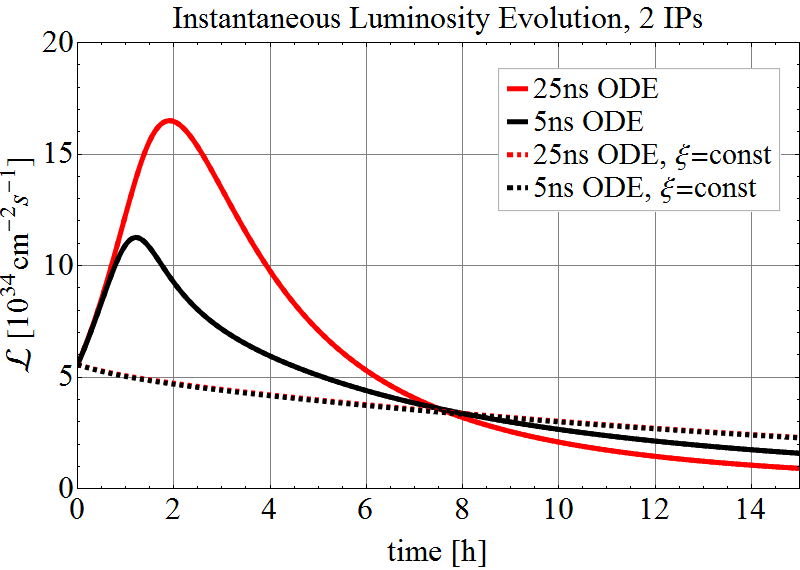 Instantaneous Luminosity Evolution, 2 IPs
20
15
10
5
0
ℒ [10³⁴cm⁻²s⁻¹]
25ns ODE
5ns ODE
25ns ODE, ξ=const
5ns ODE, ξ=const
0 2 4 6 8 10 12 14
time [h]